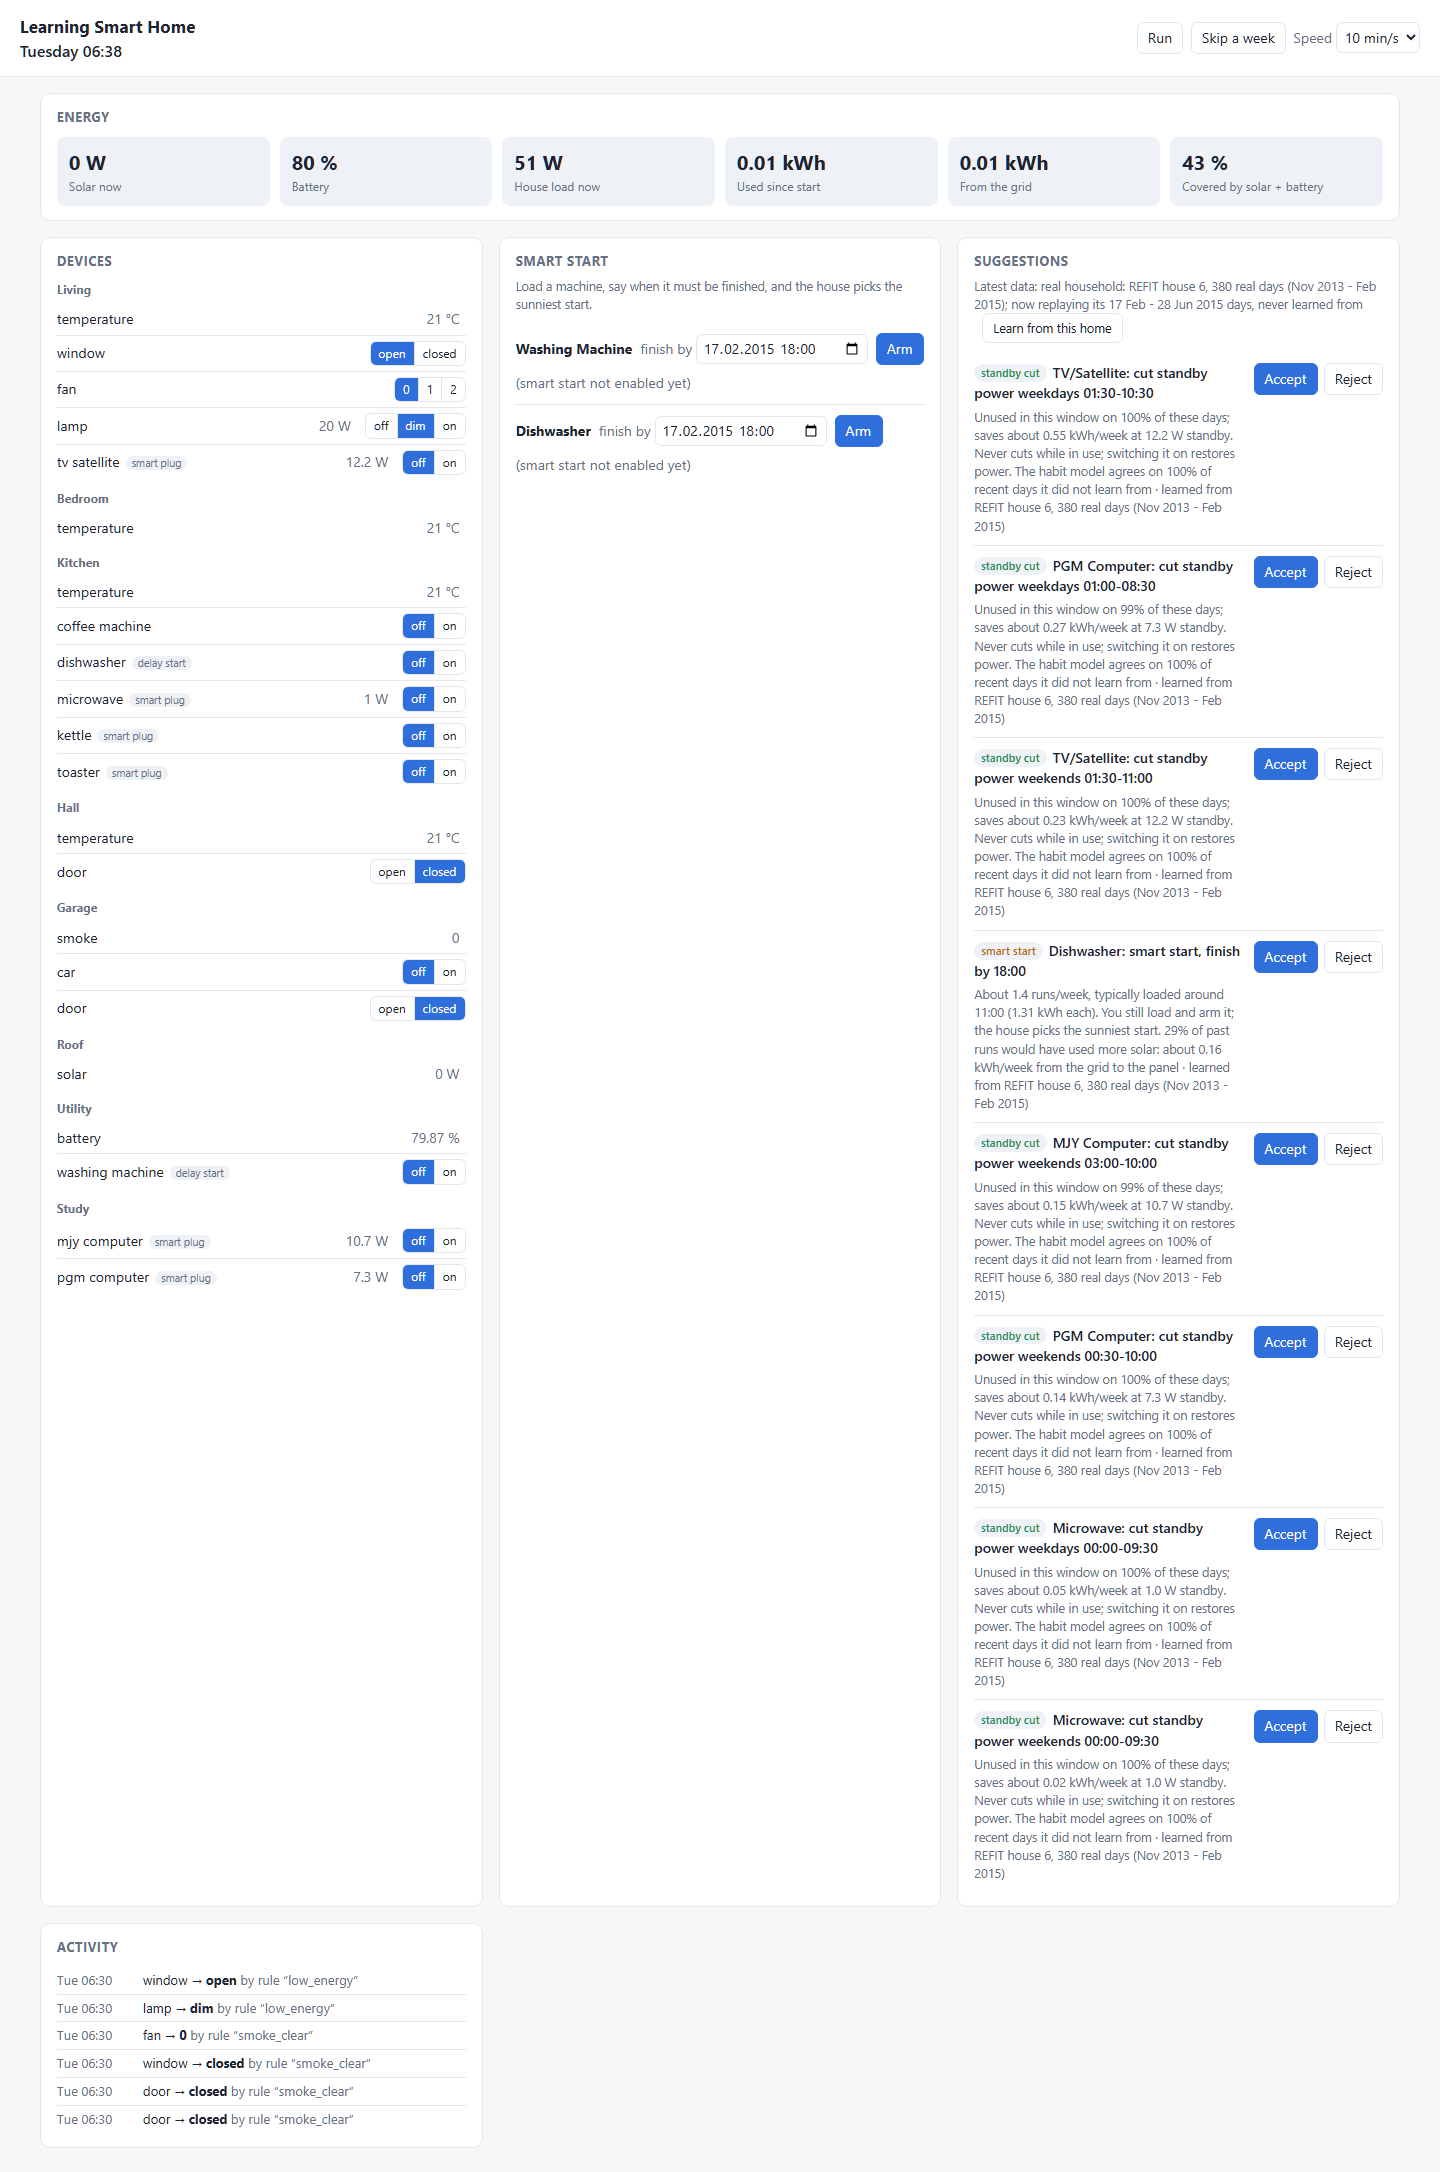 Learning Smart Home
Tuesday 06:38
Run
Skip a week
Speed
10 min/s
ENERGY
0 W
Solar now
80 %
Battery
51 W
House load now
0.01 kWh
Used since start
0.01 kWh
From the grid
43 %
Covered by solar + battery
DEVICES
Living
temperature 21 °C
window open closed
fan 0 1 2
lamp 20 W off dim on
tv satellite smart plug 12.2 W off on
Bedroom
temperature 21 °C
Kitchen
temperature 21 °C
coffee machine off on
dishwasher delay start off on
microwave smart plug 1 W off on
kettle smart plug off on
toaster smart plug off on
Hall
temperature 21 °C
door open closed
Garage
smoke 0
car off on
door open closed
Roof
solar 0 W
Utility
battery 79.87 %
washing machine delay start off on
Study
mjy computer smart plug 10.7 W off on
pgm computer smart plug 7.3 W off on
SMART START
Load a machine, say when it must be finished, and the house picks the
sunniest start.
Washing Machine finish by 17.02.2015 18:00 Arm
(smart start not enabled yet)
Dishwasher finish by 17.02.2015 18:00 Arm
(smart start not enabled yet)
SUGGESTIONS
Latest data: real household: REFIT house 6, 380 real days (Nov 2013 - Feb
2015); now replaying its 17 Feb - 28 Jun 2015 days, never learned from
Learn from this home
standby cut TV/Satellite: cut standby
power weekdays 01:30-10:30
Accept Reject
Unused in this window on 100% of these days;
saves about 0.55 kWh/week at 12.2 W standby.
Never cuts while in use; switching it on restores
power. The habit model agrees on 100% of
recent days it did not learn from · learned from
REFIT house 6, 380 real days (Nov 2013 - Feb
2015)
standby cut PGM Computer: cut standby
power weekdays 01:00-08:30
Accept Reject
Unused in this window on 99% of these days;
saves about 0.27 kWh/week at 7.3 W standby.
Never cuts while in use; switching it on restores
power. The habit model agrees on 100% of
recent days it did not learn from · learned from
REFIT house 6, 380 real days (Nov 2013 - Feb
2015)
standby cut TV/Satellite: cut standby
power weekends 01:30-11:00
Accept Reject
Unused in this window on 100% of these days;
saves about 0.23 kWh/week at 12.2 W standby.
Never cuts while in use; switching it on restores
power. The habit model agrees on 100% of
recent days it did not learn from · learned from
REFIT house 6, 380 real days (Nov 2013 - Feb
2015)
smart start Dishwasher: smart start, finish
by 18:00
Accept Reject
About 1.4 runs/week, typically loaded around
11:00 (1.31 kWh each). You still load and arm it;
the house picks the sunniest start. 29% of past
runs would have used more solar: about 0.16
kWh/week from the grid to the panel · learned
from REFIT house 6, 380 real days (Nov 2013 -
Feb 2015)
standby cut MJY Computer: cut standby
power weekends 03:00-10:00
Accept Reject
Unused in this window on 99% of these days;
saves about 0.15 kWh/week at 10.7 W standby.
Never cuts while in use; switching it on restores
power. The habit model agrees on 100% of
recent days it did not learn from · learned from
REFIT house 6, 380 real days (Nov 2013 - Feb
2015)
standby cut PGM Computer: cut standby
power weekends 00:30-10:00
Accept Reject
Unused in this window on 100% of these days;
saves about 0.14 kWh/week at 7.3 W standby.
Never cuts while in use; switching it on restores
power. The habit model agrees on 100% of
recent days it did not learn from · learned from
REFIT house 6, 380 real days (Nov 2013 - Feb
2015)
standby cut Microwave: cut standby
power weekdays 00:00-09:30
Accept Reject
Unused in this window on 100% of these days;
saves about 0.05 kWh/week at 1.0 W standby.
Never cuts while in use; switching it on restores
power. The habit model agrees on 100% of
recent days it did not learn from · learned from
REFIT house 6, 380 real days (Nov 2013 - Feb
2015)
standby cut Microwave: cut standby
power weekends 00:00-09:30
Accept Reject
Unused in this window on 100% of these days;
saves about 0.02 kWh/week at 1.0 W standby.
Never cuts while in use; switching it on restores
power. The habit model agrees on 100% of
recent days it did not learn from · learned from
REFIT house 6, 380 real days (Nov 2013 - Feb
2015)
ACTIVITY
Tue 06:30 window → open by rule “low_energy”
Tue 06:30 lamp → dim by rule “low_energy”
Tue 06:30 fan → 0 by rule “smoke_clear”
Tue 06:30 window → closed by rule “smoke_clear”
Tue 06:30 door → closed by rule “smoke_clear”
Tue 06:30 door → closed by rule “smoke_clear”